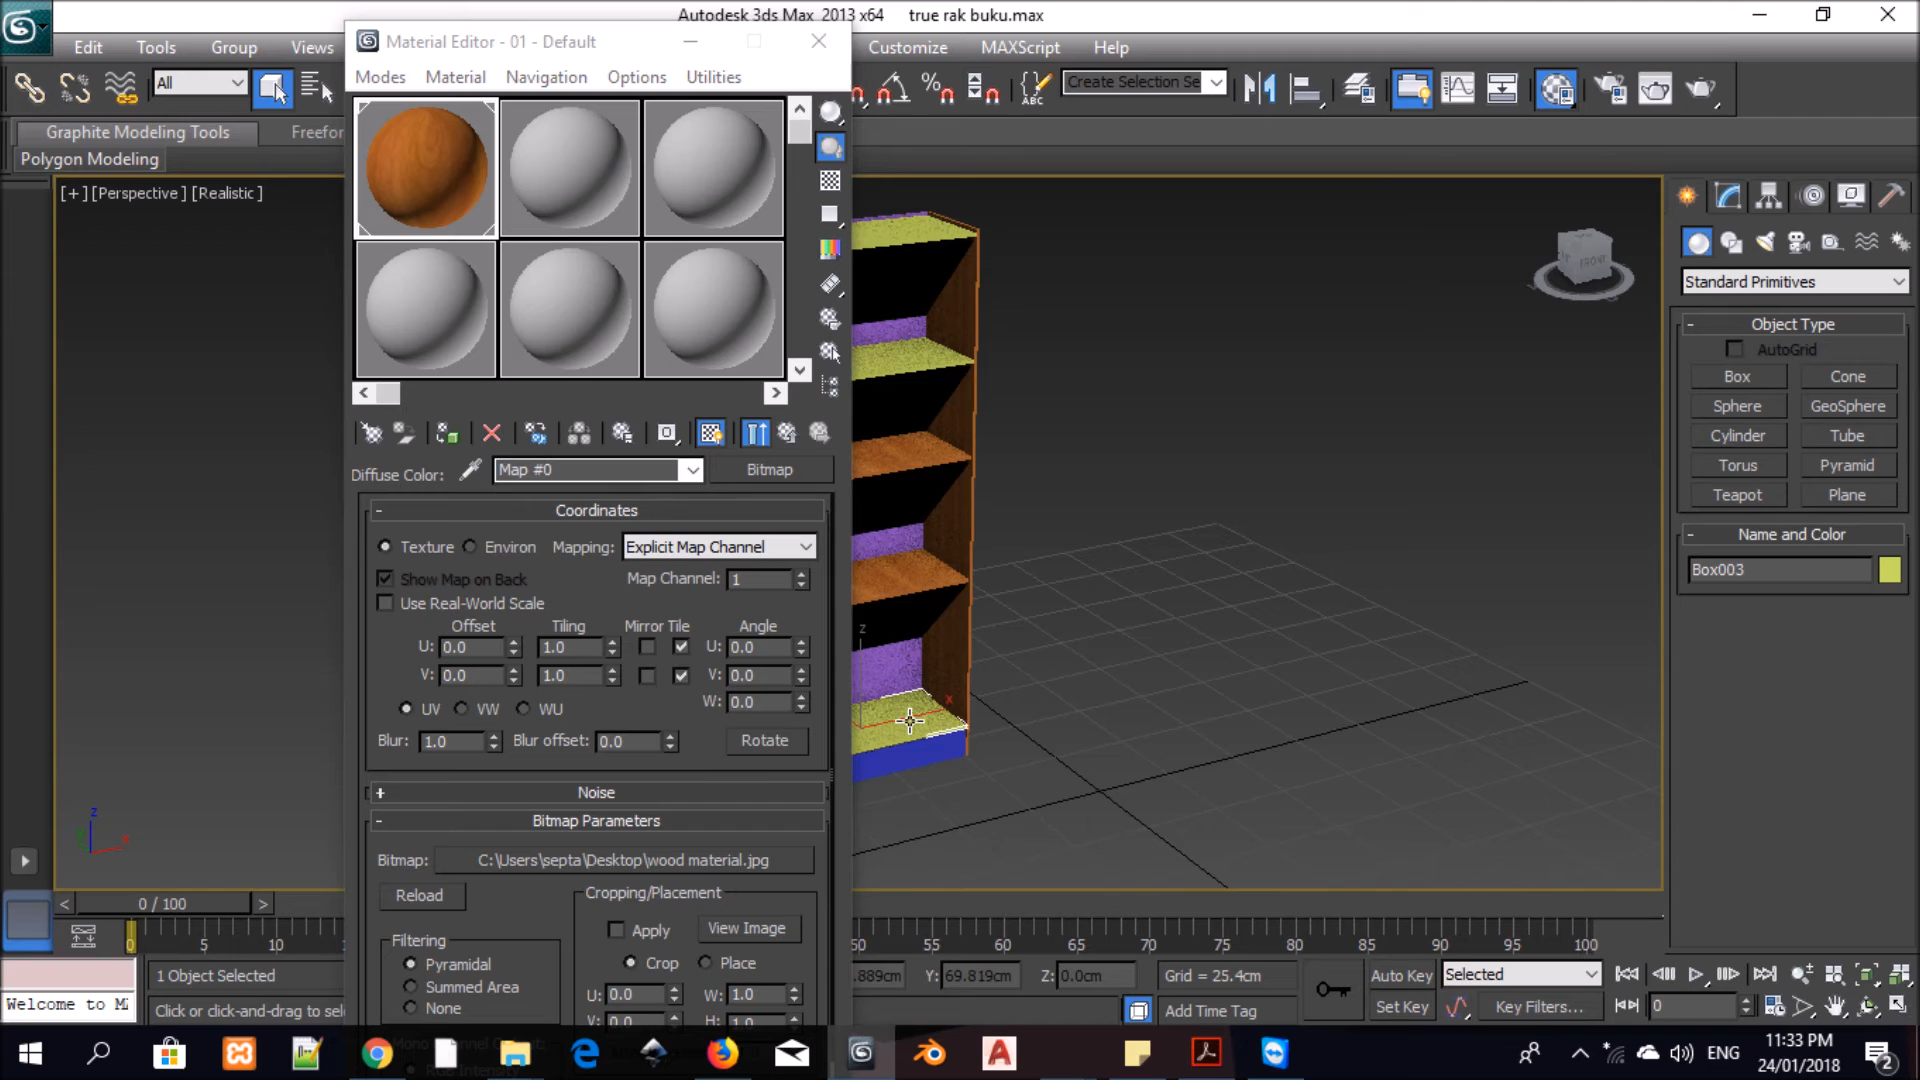 Autodesk 3ds Max 2013 x64 true rak buku.max
Edit Tools Group Views Customize MAXScript Help
Material Editor - 01 - Default
Modes Material Navigation Options Utilities
All
Create Selection Se
ABC
Graphite Modeling Tools Freefor
Polygon Modeling
[+] [Perspective] [Realistic]
FRONT
Standard Primitives
- Object Type
AutoGrid
Box Cone
Sphere GeoSphere
Cylinder Tube
Torus Pyramid
Teapot Plane
- Name and Color
Box003
Diffuse Color: Map #0 Bitmap
- Coordinates
Texture Environ Mapping: Explicit Map Channel
Show Map on Back Map Channel: 1
Use Real-World Scale
Offset Tiling Mirror Tile Angle
U: 0.0 1.0 U: 0.0
V: 0.0 1.0 V: 0.0
W: 0.0
UV VW WU
Blur: 1.0 Blur offset: 0.0 Rotate
+ Noise
- Bitmap Parameters
Bitmap: C:\Users\septa\Desktop\wood material.jpg
Reload
Cropping/Placement
Apply View Image
Crop Place
U: 0.0 W: 1.0
V: 0.0 H: 1.0
Filtering
Pyramidal
Summed Area
None
z
x
z
x
< 0 / 100 >
0 5 10 50 55 60 65 70 75 80 85 90 95 100
1 Object Selected
.889cm Y: 69.819cm Z: 0.0cm Grid = 25.4cm
Auto Key Selected
Welcome to M
Click or click-and-drag to sel
Add Time Tag
Set Key Key Filters... 0
ENG
11:33 PM
24/01/2018
2